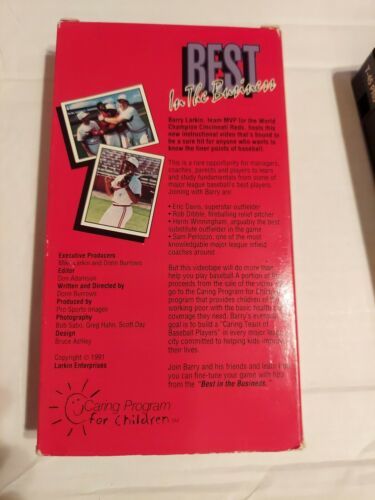 BEST
In The Business
Barry Larkin, team MVP for the World
Champion Cincinnati Reds, hosts this
new instructional video that's bound to
be a sure hit for anyone who wants to
know the finer points of baseball.
This is a rare opportunity for managers,
coaches, parents and players to learn
and study fundamentals from some of
major league baseball's best players.
Joining with Barry are:
• Eric Davis, superstar outfielder
• Rob Dibble, fireballing relief pitcher
• Herm Winningham, arguably the best
substitute outfielder in the game
• Sam Perlozzo, one of the most
knowledgable major league infield
coaches around
But this videotape will do more than
help you play baseball. A portion of the
proceeds from the sale of the video
go to the Caring Program for Children
program that provides children of the
working poor with the basic health
coverage they need. Barry's eventual
goal is to build a "Caring Team of
Baseball Players" in every major league
city committed to helping kids improve
their lives.
Join Barry and his friends and learn how
you can fine-tune your game with help
from the "Best in the Business."
Executive Producers
Mike Larkin and Dorin Burrows
Editor
Don Adamson
Written and Directed by
Dorin Burrows
Produced by
Pro Sports Images
Photography
Bob Sabo, Greg Hahn, Scott Day
Design
Bruce Ashley
Copyright © 1991
Larkin Enterprises
Caring Program
for Children
T-45 PRO